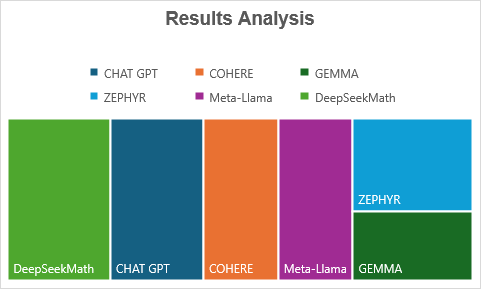 Results Analysis
CHAT GPT COHERE GEMMA
ZEPHYR Meta-Llama DeepSeekMath
ZEPHYR
DeepSeekMath CHAT GPT COHERE Meta-Llama GEMMA